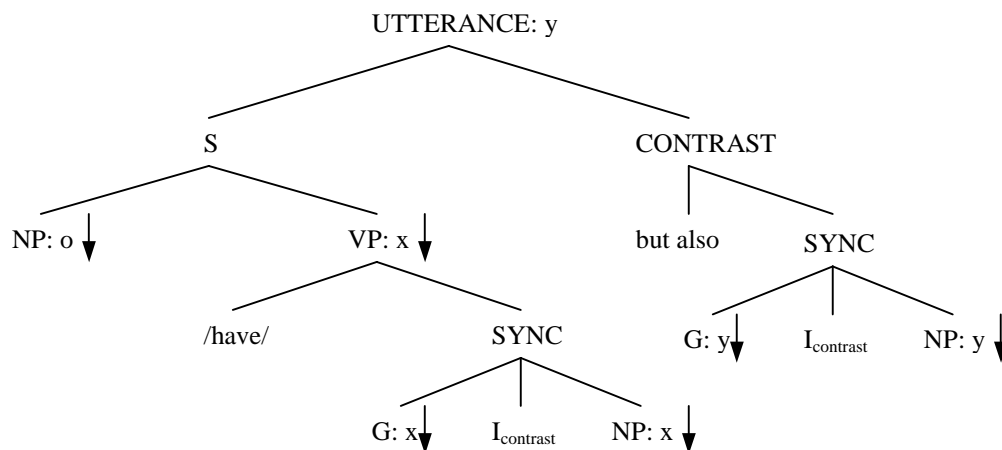 UTTERANCE: y
S CONTRAST
NP: o VP: x but also SYNC
/have/ SYNC G: y I_contrast NP: y
G: x I_contrast NP: x